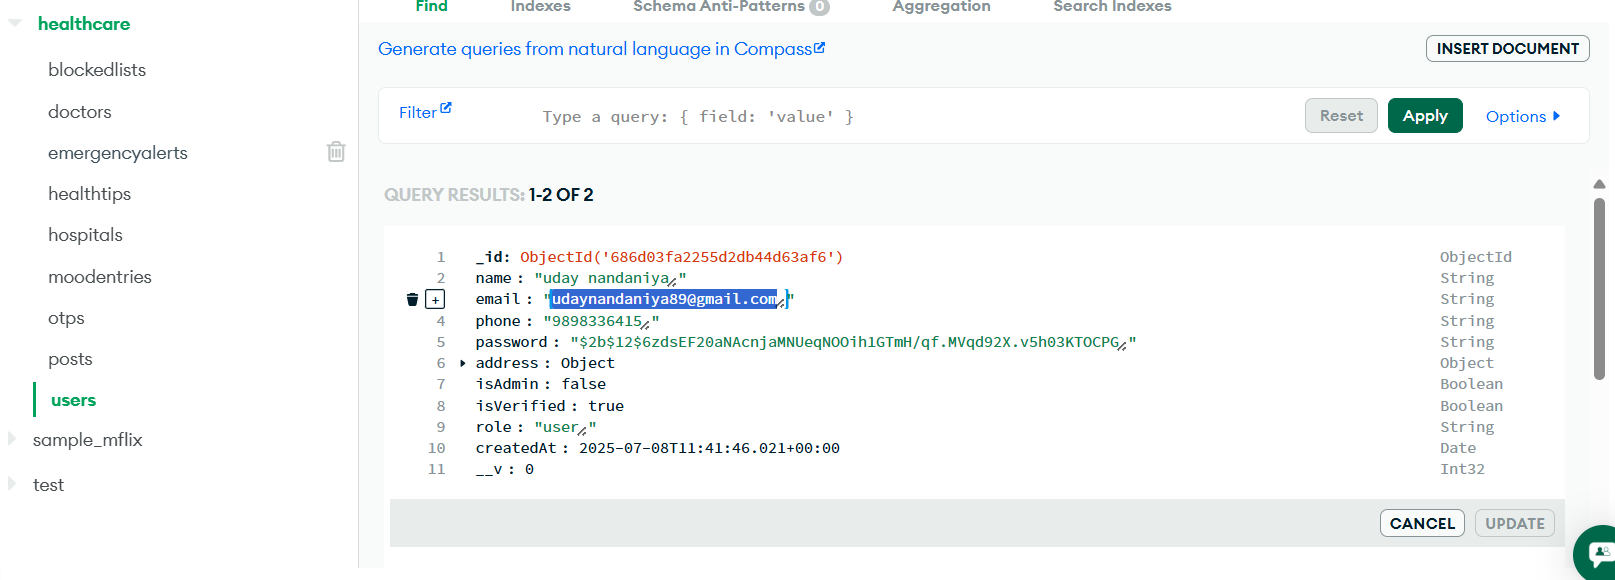 healthcare
blockedlists
doctors
emergencyalerts
healthtips
hospitals
moodentries
otps
posts
users
sample_mflix
test
Find Indexes Schema Anti-Patterns 0 Aggregation Search Indexes
Generate queries from natural language in Compass
INSERT DOCUMENT
Filter Type a query: { field: 'value' } Reset Apply Options
QUERY RESULTS: 1-2 OF 2
1 _id: ObjectId('686d03fa2255d2db44d63af6') ObjectId
2 name : "uday nandaniya" String
+ email : "udaynandaniya89@gmail.com" String
4 phone : "9898336415" String
5 password : "$2b$12$6zdsEF20aNAcnjaMNUeqNOOih1GTmH/qf.MVqd92X.v5h03KTOCPG" String
6 address : Object Object
7 isAdmin : false Boolean
8 isVerified : true Boolean
9 role : "user" String
10 createdAt : 2025-07-08T11:41:46.021+00:00 Date
11 __v : 0 Int32
CANCEL UPDATE